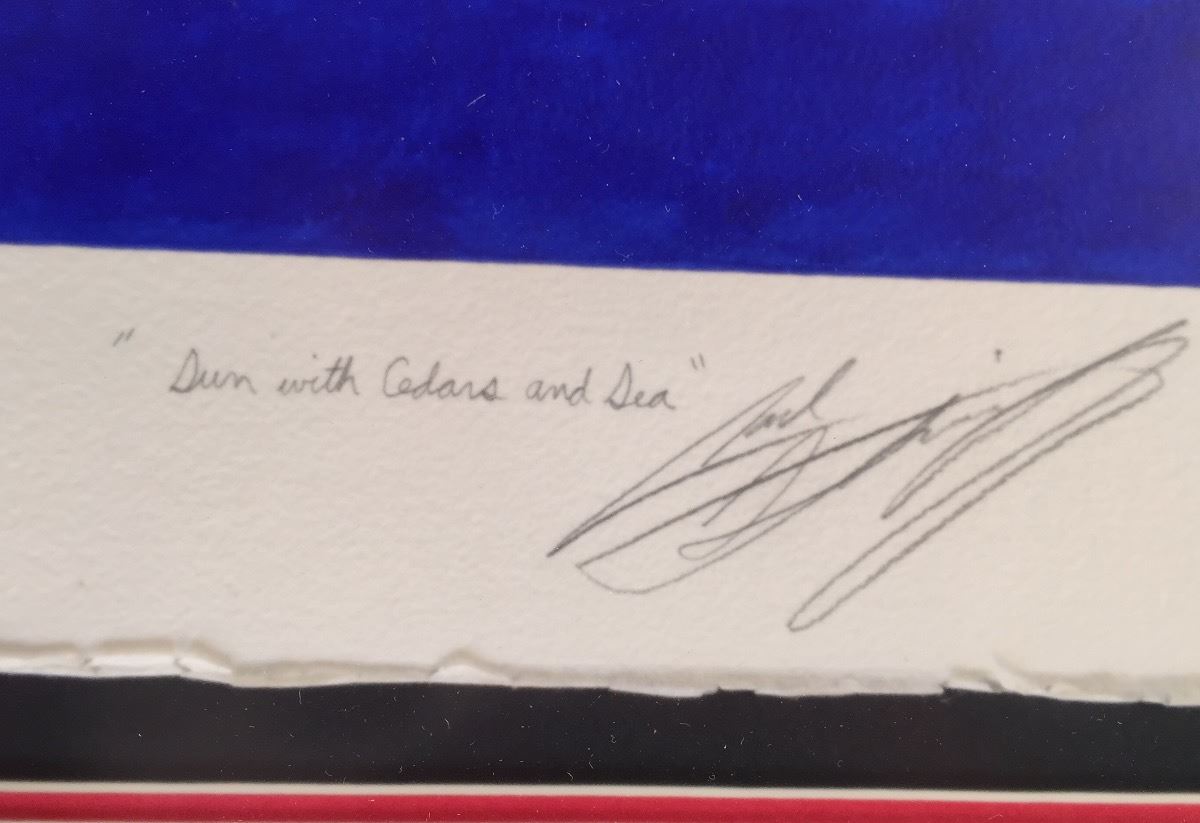 "Sun with Cedars and Sea"